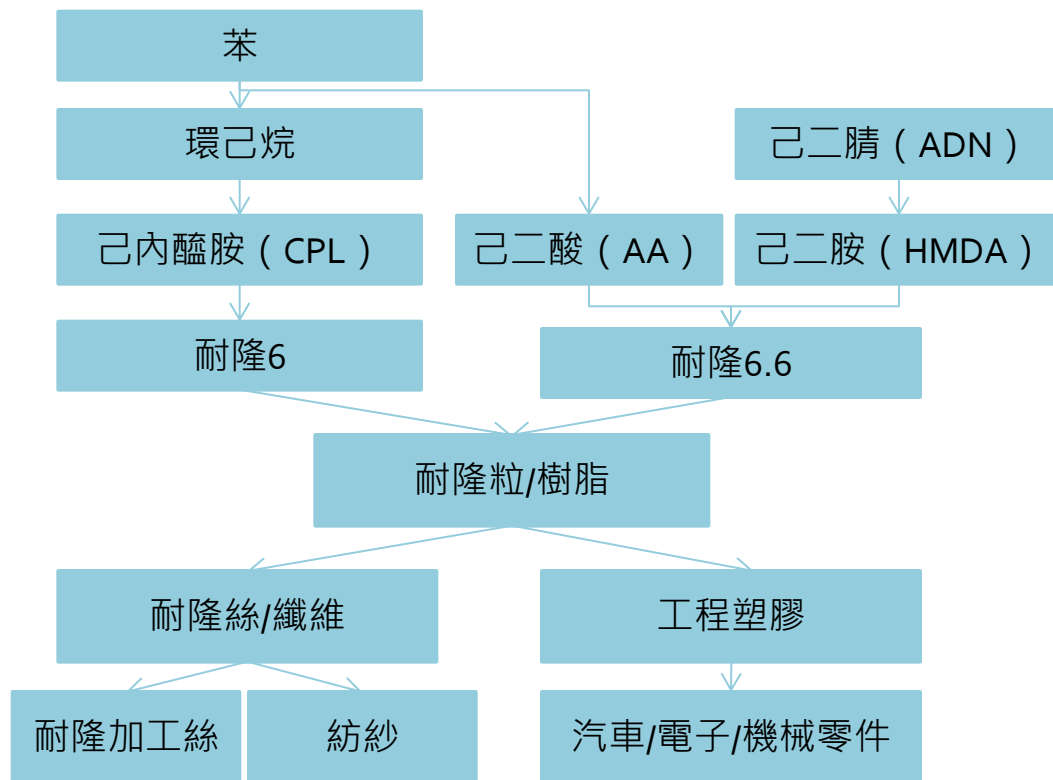 苯
環己烷
己二腈（ADN）
己內醯胺（CPL）
己二酸（AA）
己二胺（HMDA）
耐隆6
耐隆6.6
耐隆粒/樹脂
耐隆絲/纖維
工程塑膠
耐隆加工絲
紡紗
汽車/電子/機械零件